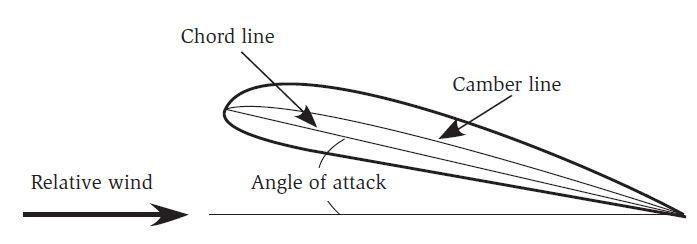 Chord line
Camber line
Relative wind
Angle of attack